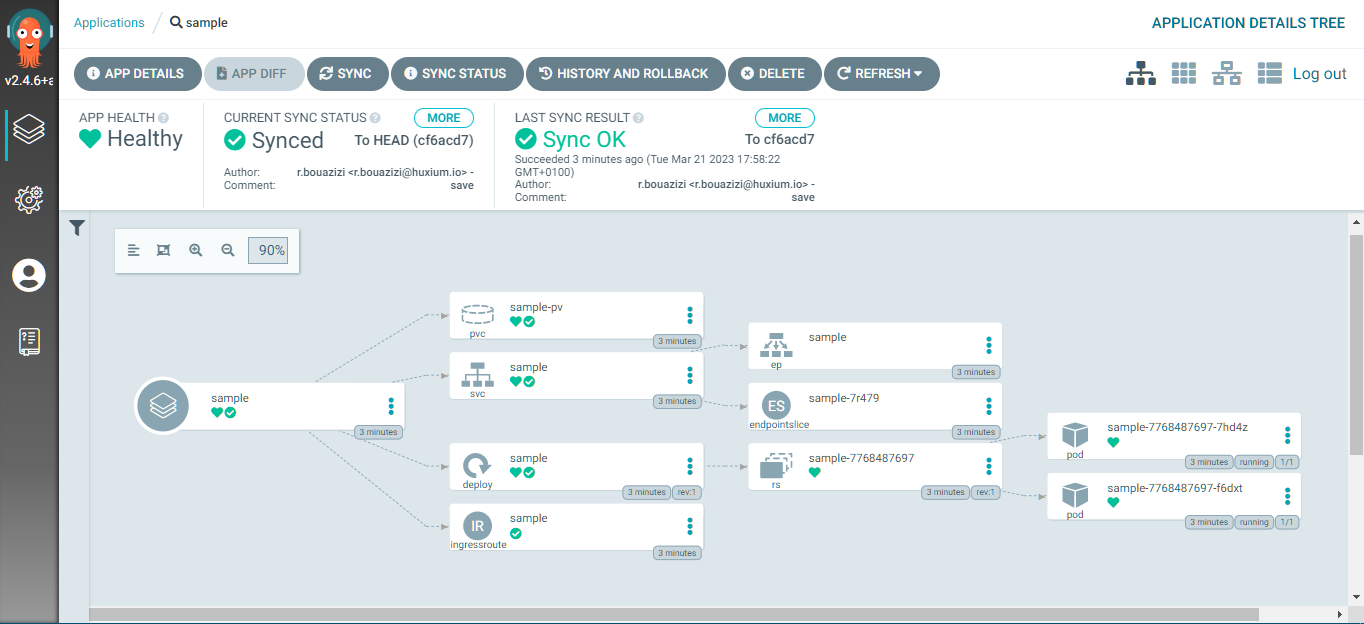 Applications / sample
APPLICATION DETAILS TREE
v2.4.6+a
APP DETAILS APP DIFF SYNC SYNC STATUS HISTORY AND ROLLBACK DELETE REFRESH
Log out
APP HEALTH
Healthy
CURRENT SYNC STATUS MORE
Synced To HEAD (cf6acd7)
Author: r.bouazizi <r.bouazizi@huxium.io> -
Comment: save
LAST SYNC RESULT MORE
Sync OK To cf6acd7
Succeeded 3 minutes ago (Tue Mar 21 2023 17:58:22
GMT+0100)
Author: r.bouazizi <r.bouazizi@huxium.io> -
Comment: save
90%
sample
3 minutes
sample-pv
pvc
3 minutes
sample
svc
3 minutes
sample
deploy
3 minutes rev:1
IR
sample
ingressroute
3 minutes
sample
ep
3 minutes
ES
sample-7r479
endpointslice
3 minutes
sample-7768487697
rs
3 minutes rev:1
sample-7768487697-7hd4z
pod
3 minutes running 1/1
sample-7768487697-f6dxt
pod
3 minutes running 1/1